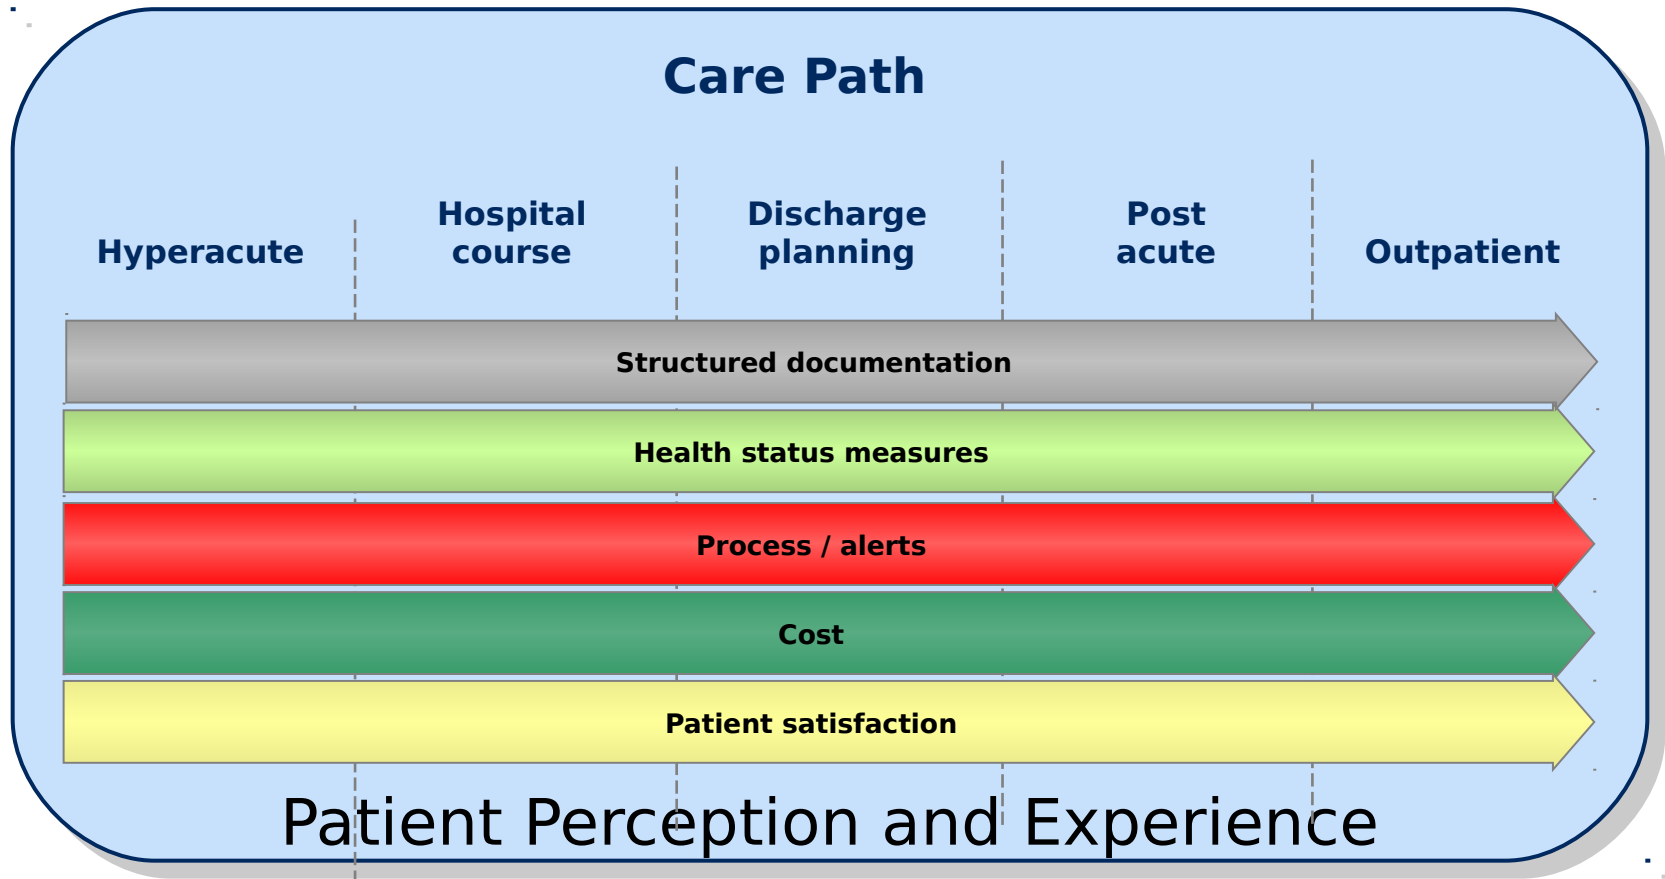 Care Path
Hyperacute
Hospital
course
Discharge
planning
Post
acute
Outpatient
Structured documentation
Health status measures
Process / alerts
Cost
Patient satisfaction
Patient Perception and Experience